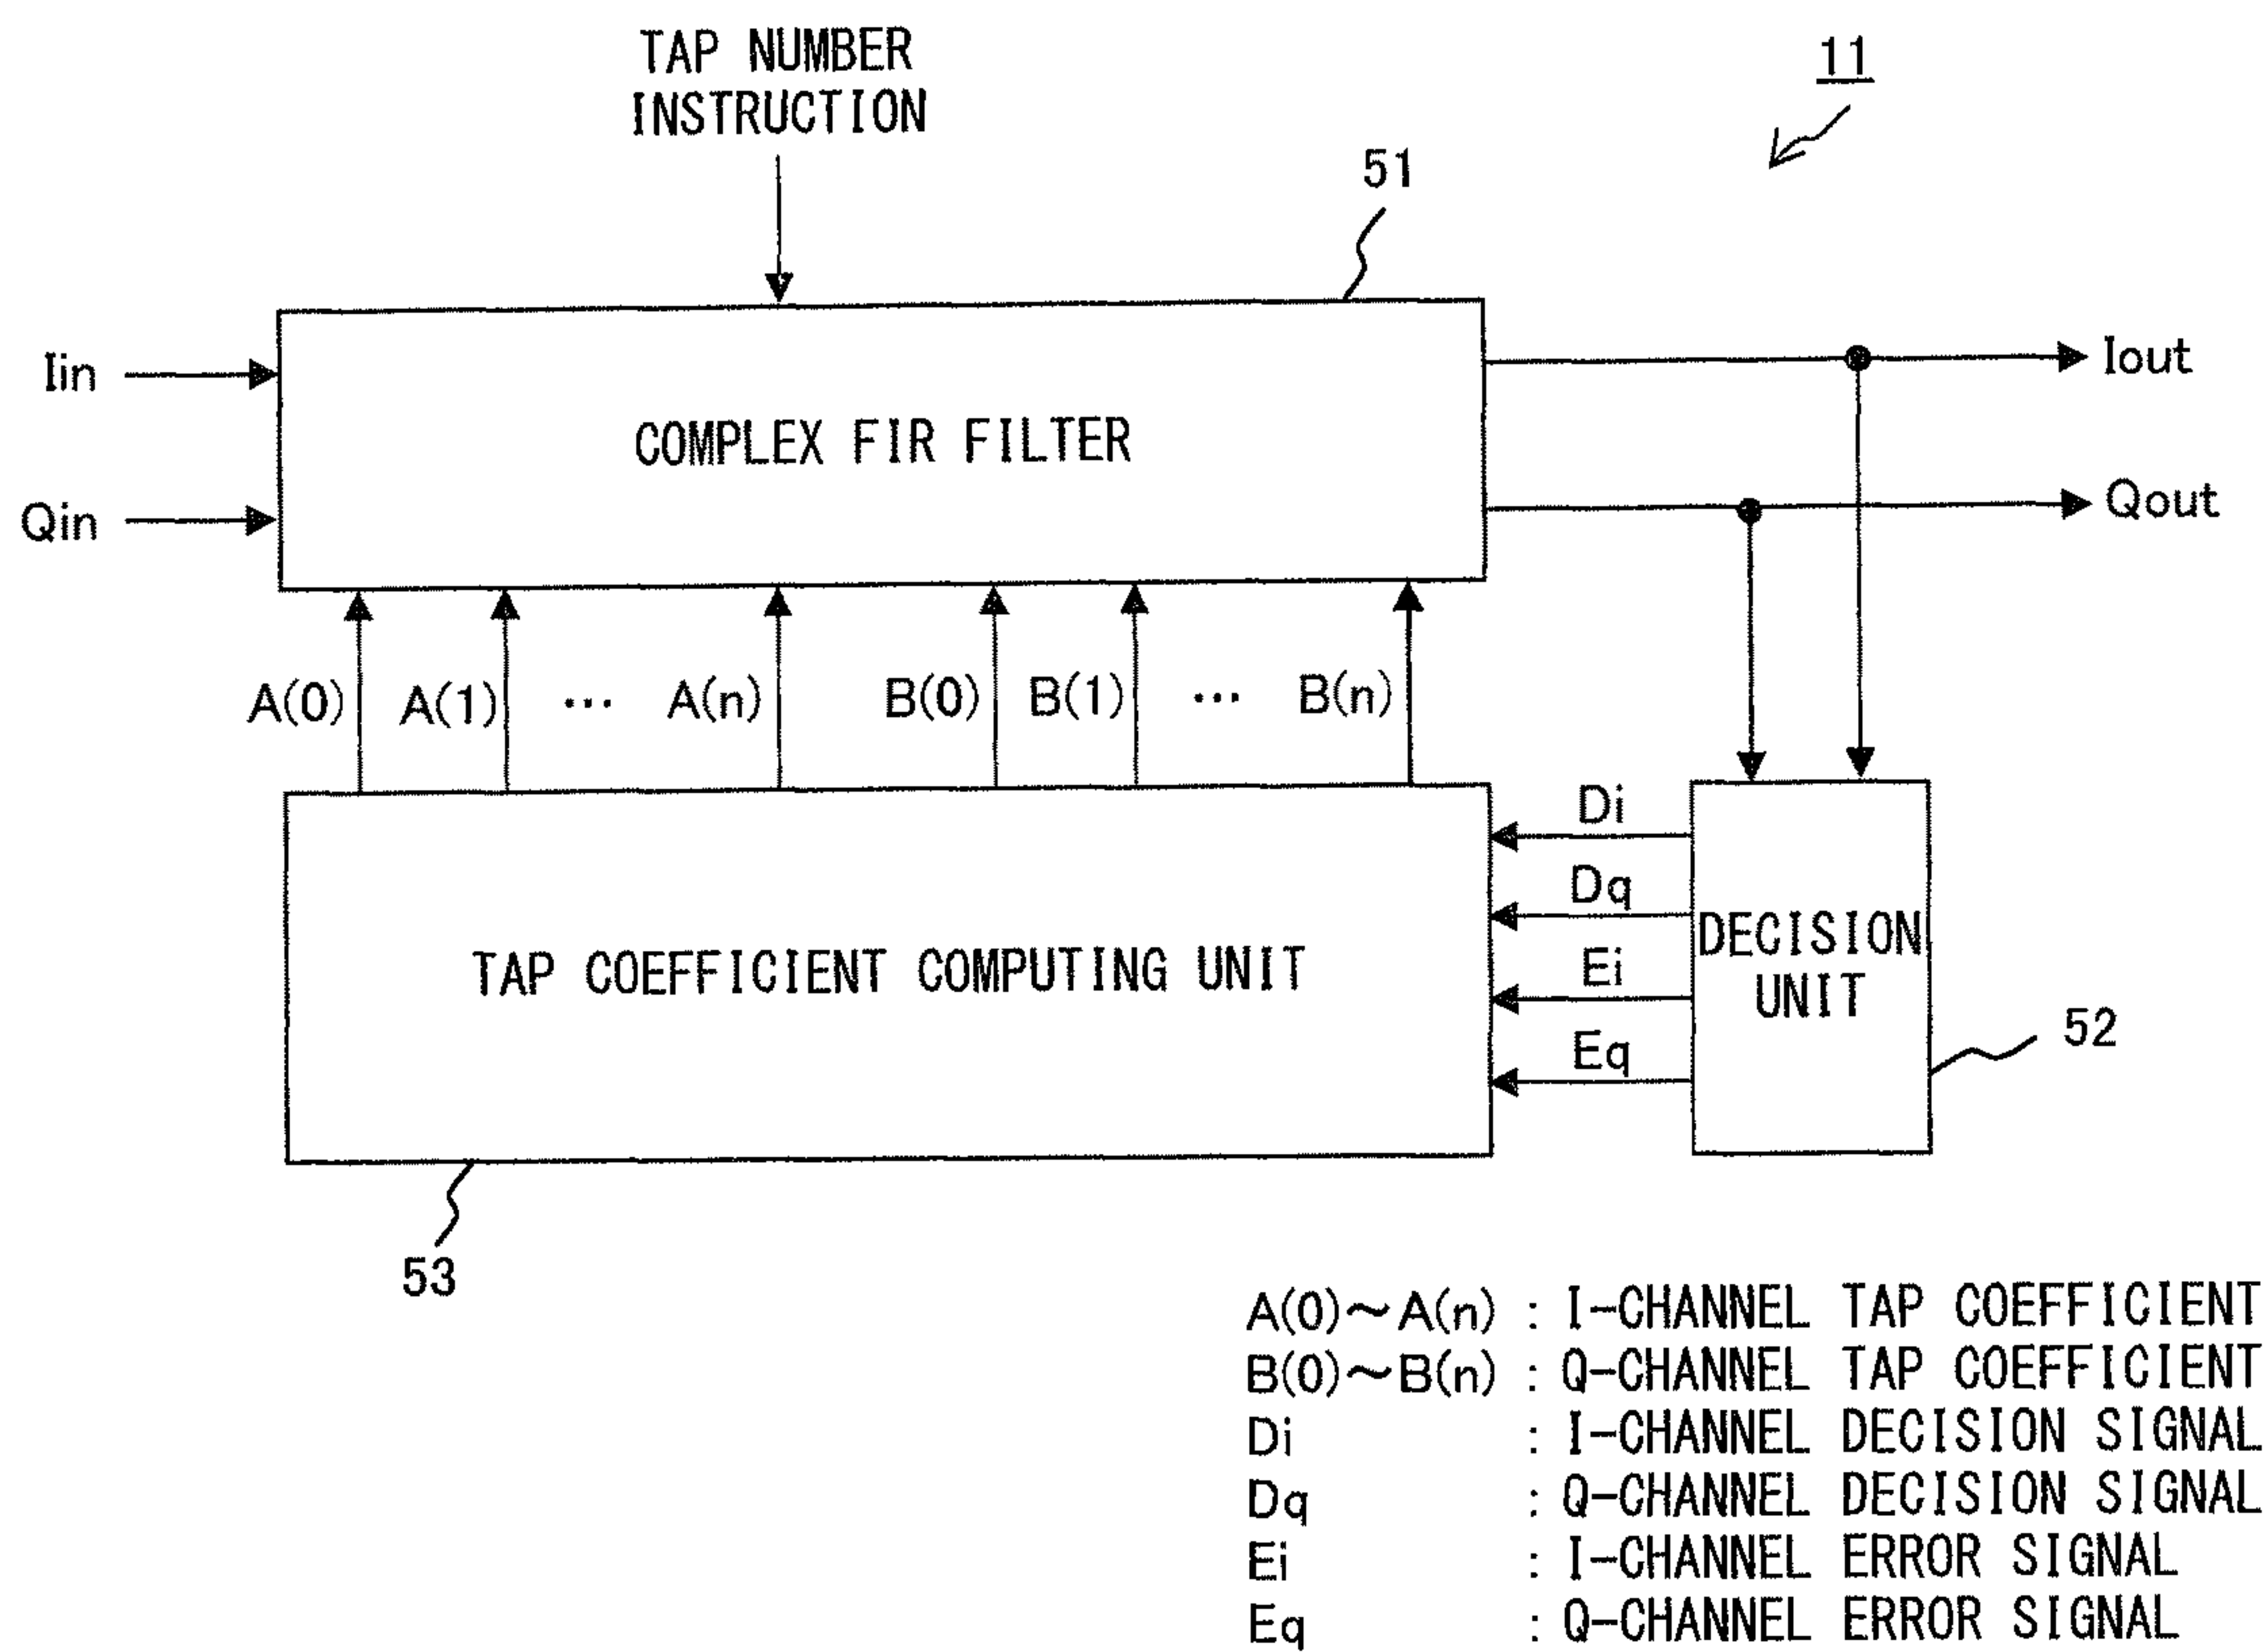 TAP NUMBER
INSTRUCTION
11
51
Iin
Iout
COMPLEX FIR FILTER
Qin
Qout
A(0) A(1) ... A(n) B(0) B(1) ... B(n)
Di
Dq
DECISION
UNIT
Ei
TAP COEFFICIENT COMPUTING UNIT
Eq
52
53
A(0)~A(n) : I-CHANNEL TAP COEFFICIENT
B(0)~B(n) : Q-CHANNEL TAP COEFFICIENT
Di : I-CHANNEL DECISION SIGNAL
Dq : Q-CHANNEL DECISION SIGNAL
Ei : I-CHANNEL ERROR SIGNAL
Eq : Q-CHANNEL ERROR SIGNAL